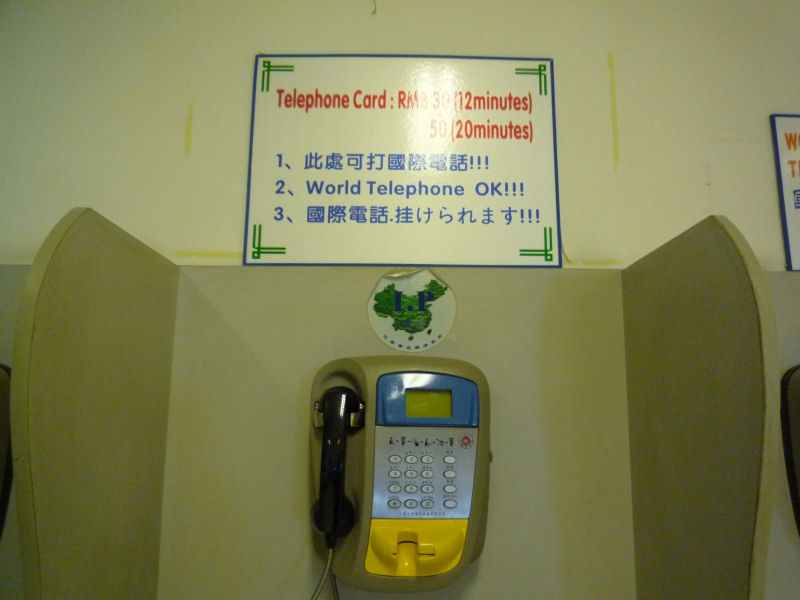 Telephone Card : RMB 30 (12minutes)
50 (20minutes)
1、此處可打國際電話!!!
2、World Telephone OK!!!
3、國際電話.挂けられます!!!
I.P